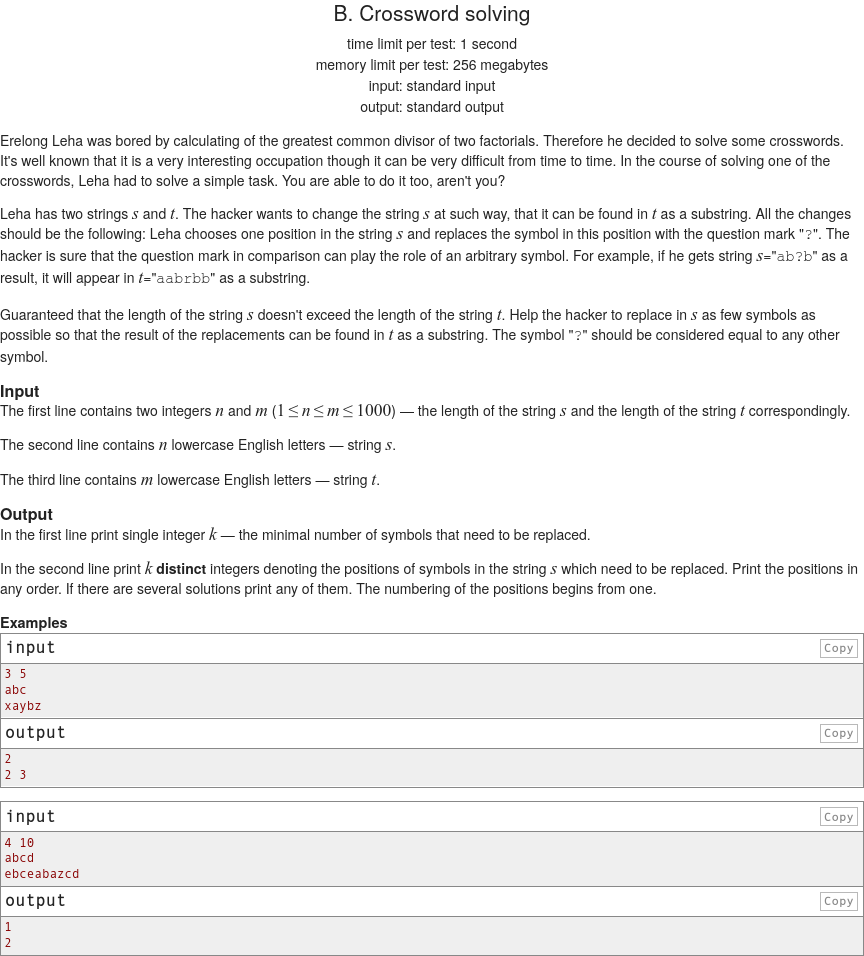 B. Crossword solving
time limit per test: 1 second
memory limit per test: 256 megabytes
input: standard input
output: standard output
Erelong Leha was bored by calculating of the greatest common divisor of two factorials. Therefore he decided to solve some crosswords.
It's well known that it is a very interesting occupation though it can be very difficult from time to time. In the course of solving one of the
crosswords, Leha had to solve a simple task. You are able to do it too, aren't you?
Leha has two strings s and t. The hacker wants to change the string s at such way, that it can be found in t as a substring. All the changes
should be the following: Leha chooses one position in the string s and replaces the symbol in this position with the question mark "?". The
hacker is sure that the question mark in comparison can play the role of an arbitrary symbol. For example, if he gets string s="ab?b" as a
result, it will appear in t="aabrbb" as a substring.
Guaranteed that the length of the string s doesn't exceed the length of the string t. Help the hacker to replace in s as few symbols as
possible so that the result of the replacements can be found in t as a substring. The symbol "?" should be considered equal to any other
symbol.
Input
The first line contains two integers n and m (1 ≤ n ≤ m ≤ 1000) — the length of the string s and the length of the string t correspondingly.
The second line contains n lowercase English letters — string s.
The third line contains m lowercase English letters — string t.
Output
In the first line print single integer k — the minimal number of symbols that need to be replaced.
In the second line print k distinct integers denoting the positions of symbols in the string s which need to be replaced. Print the positions in
any order. If there are several solutions print any of them. The numbering of the positions begins from one.
Examples
input Copy
3 5
abc
xaybz
output Copy
2
2 3
input Copy
4 10
abcd
ebceabazcd
output Copy
1
2